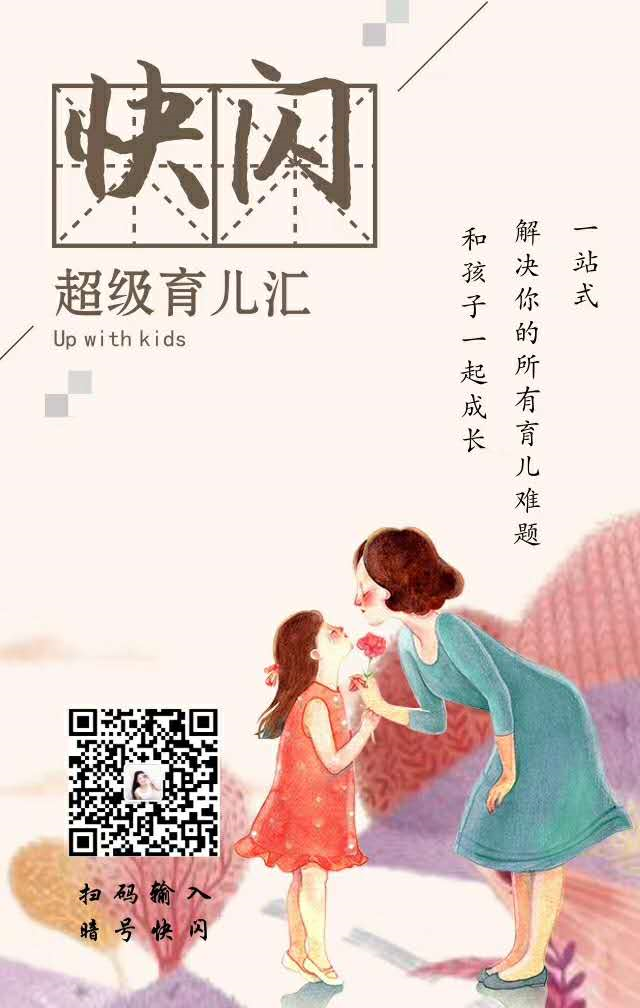 快闪
超级育儿汇
Up with kids
一站式
解决你的所有育儿难题
和孩子一起成长
扫码输入
暗号快闪